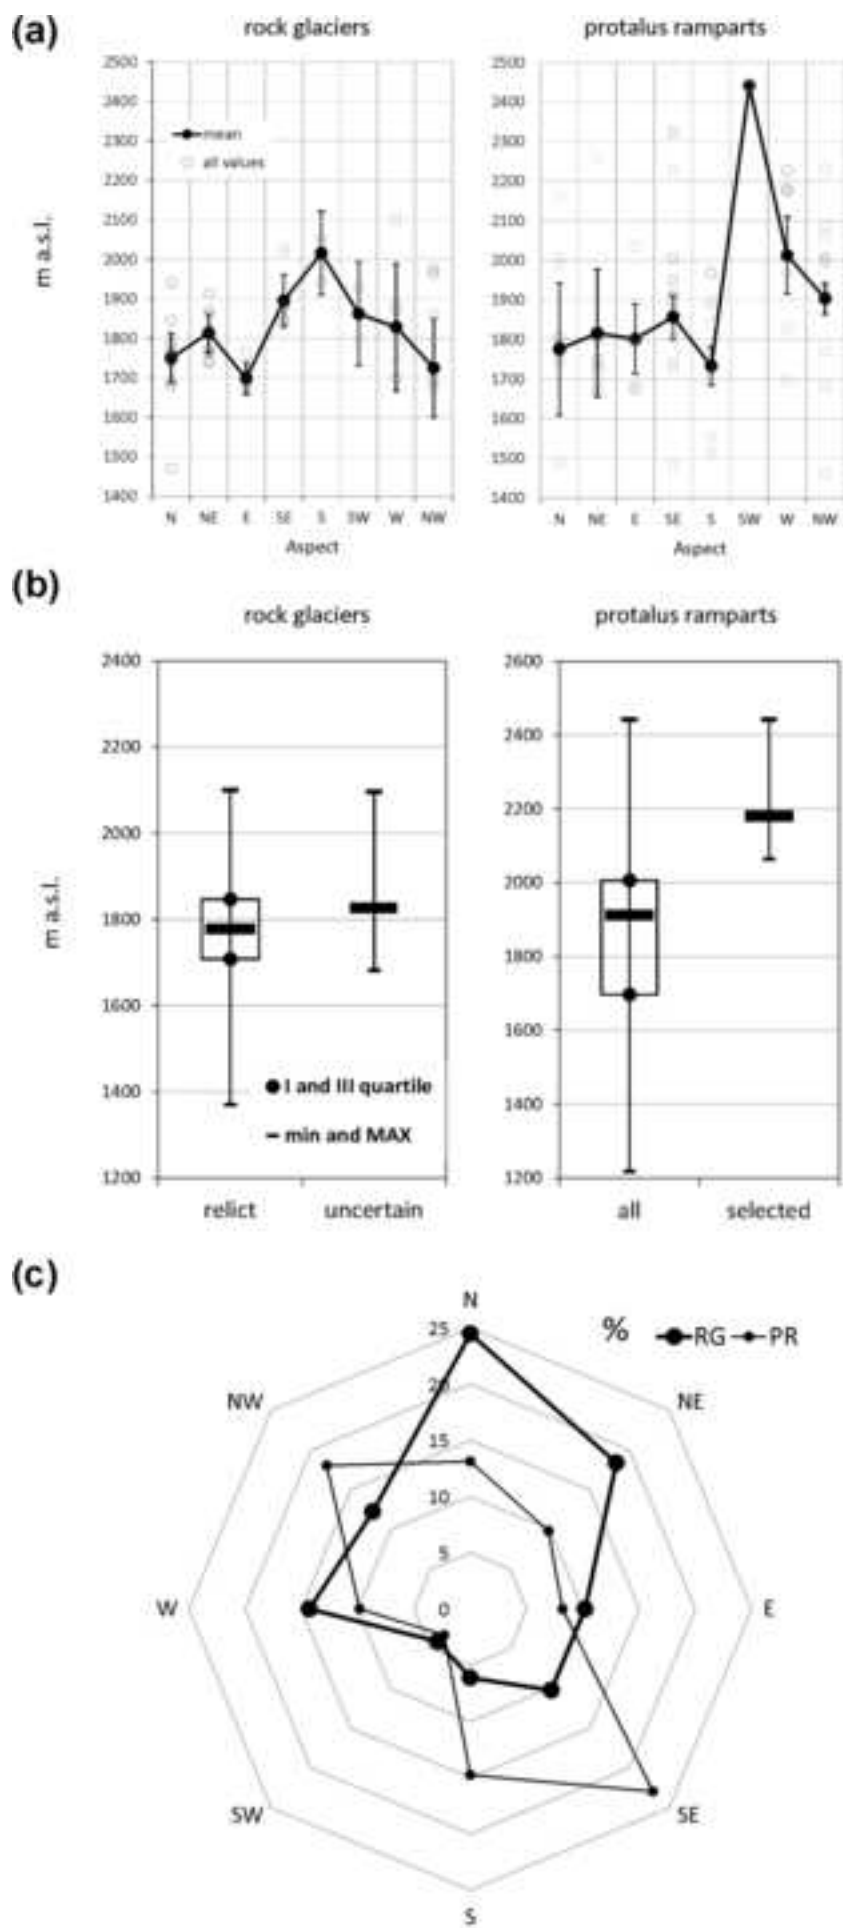 (a)
rock glaciers
protalus ramparts
2500
2400
2300
2200
2100
2000
1900
1800
1700
1600
1500
1400
m a.s.l.
mean
all values
N NE E SE S SW W NW
Aspect
2500
2400
2300
2200
2100
2000
1900
1800
1700
1600
1500
1400
N NE E SE S SW W NW
Aspect
(b)
rock glaciers
protalus ramparts
2400
2200
2000
1800
1600
1400
1200
m a.s.l.
I and III quartile
min and MAX
relict uncertain
2600
2400
2200
2000
1800
1600
1400
1200
all selected
(c)
% RG PR
N
NE
E
SE
S
SW
W
NW
25
20
15
10
5
0